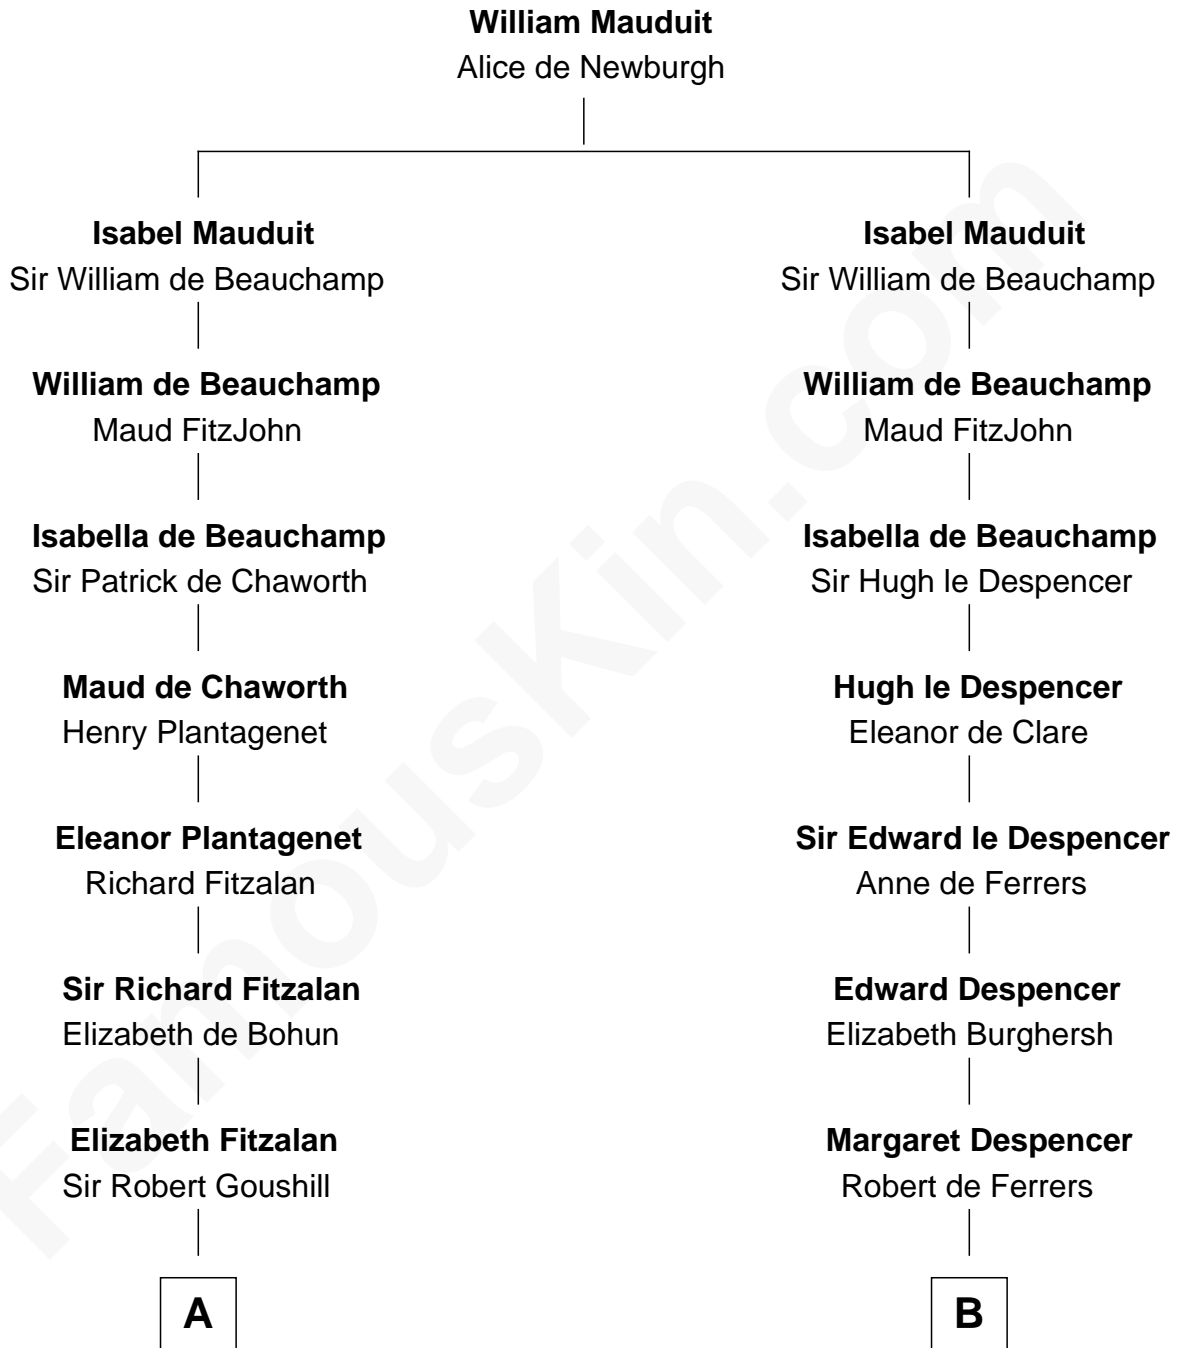 William Mauduit
Alice de Newburgh
Isabel Mauduit
Sir William de Beauchamp
Isabel Mauduit
Sir William de Beauchamp
William de Beauchamp
Maud FitzJohn
William de Beauchamp
Maud FitzJohn
Isabella de Beauchamp
Sir Patrick de Chaworth
Isabella de Beauchamp
Sir Hugh le Despencer
Maud de Chaworth
Henry Plantagenet
Hugh le Despencer
Eleanor de Clare
Eleanor Plantagenet
Richard Fitzalan
Sir Edward le Despencer
Anne de Ferrers
Sir Richard Fitzalan
Elizabeth de Bohun
Edward Despencer
Elizabeth Burghersh
Elizabeth Fitzalan
Sir Robert Goushill
Margaret Despencer
Robert de Ferrers
A
B
FamousKin.com